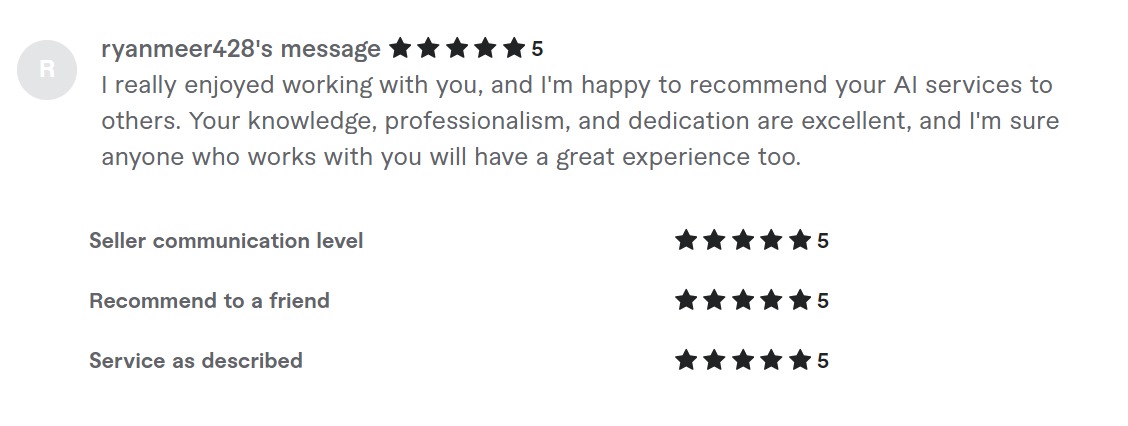 R
ryanmeer428's message ★★★★★ 5
I really enjoyed working with you, and I'm happy to recommend your AI services to
others. Your knowledge, professionalism, and dedication are excellent, and I'm sure
anyone who works with you will have a great experience too.
Seller communication level ★★★★★ 5
Recommend to a friend ★★★★★ 5
Service as described ★★★★★ 5